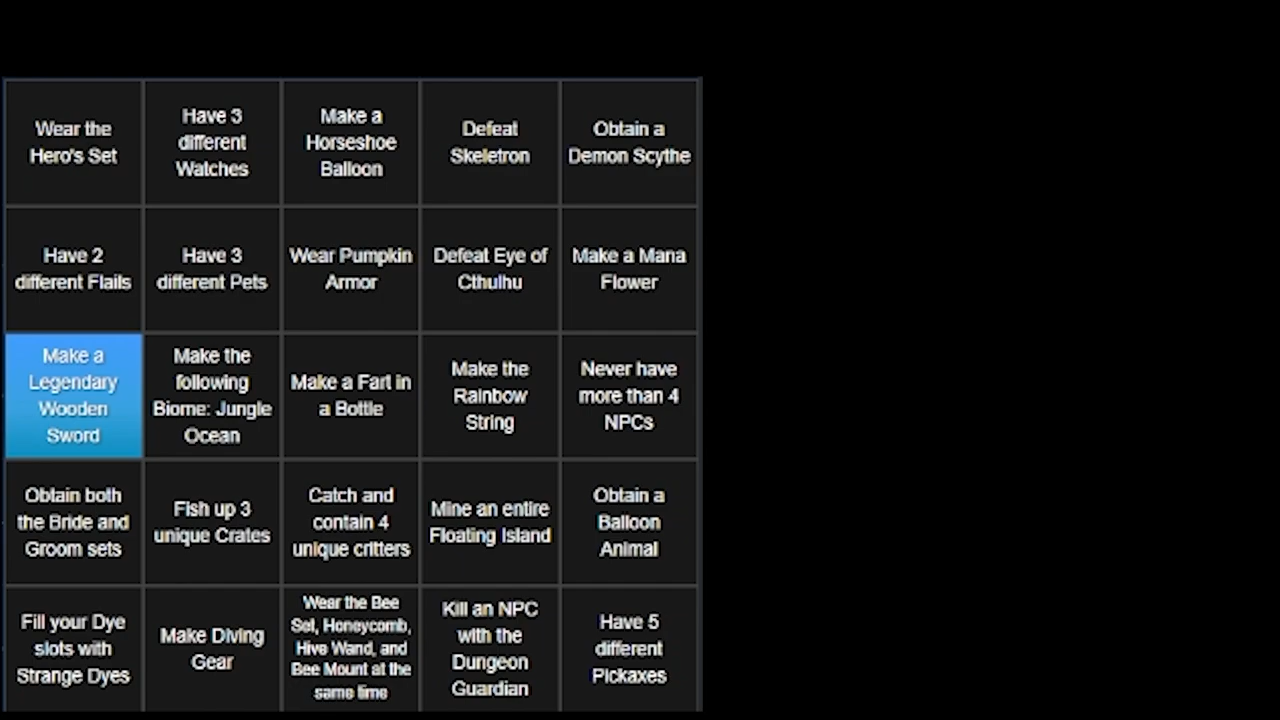 Wear the
Hero's Set
Have 3
different
Watches
Make a
Horseshoe
Balloon
Defeat
Skeletron
Obtain a
Demon Scythe
Have 2
different Flails
Have 3
different Pets
Wear Pumpkin
Armor
Defeat Eye of
Cthulhu
Make a Mana
Flower
Make a
Legendary
Wooden
Sword
Make the
following
Biome: Jungle
Ocean
Make a Fart in
a Bottle
Make the
Rainbow
String
Never have
more than 4
NPCs
Obtain both
the Bride and
Groom sets
Fish up 3
unique Crates
Catch and
contain 4
unique critters
Mine an entire
Floating Island
Obtain a
Balloon
Animal
Fill your Dye
slots with
Strange Dyes
Make Diving
Gear
Wear the Bee
Set, Honeycomb,
Hive Wand, and
Bee Mount at the
same time
Kill an NPC
with the
Dungeon
Guardian
Have 5
different
Pickaxes